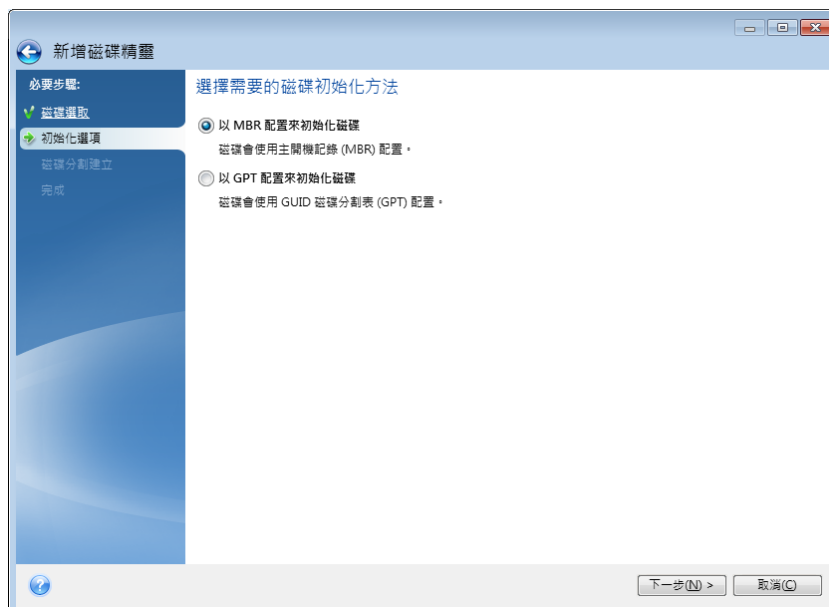 新增磁碟精靈
必要步驟:
磁碟選取
初始化選項
磁碟分割建立
完成
選擇需要的磁碟初始化方法
以 MBR 配置來初始化磁碟
磁碟會使用主開機記錄 (MBR) 配置。
以 GPT 配置來初始化磁碟
磁碟會使用 GUID 磁碟分割表 (GPT) 配置。
下一步(N) >
取消(C)